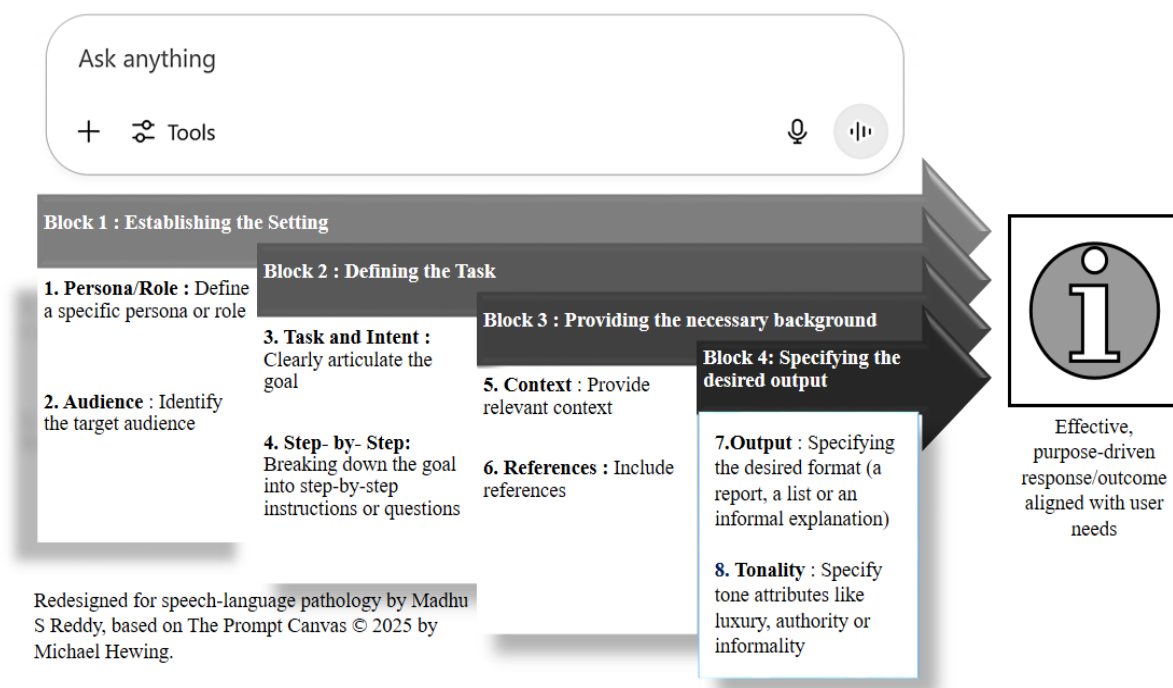 Ask anything
Tools
Block 1 : Establishing the Setting
1. Persona/Role : Define
a specific persona or role
2. Audience : Identify
the target audience
Block 2 : Defining the Task
3. Task and Intent :
Clearly articulate the
goal
4. Step- by- Step:
Breaking down the goal
into step-by-step
instructions or questions
Block 3 : Providing the necessary background
5. Context : Provide
relevant context
6. References : Include
references
Block 4: Specifying the
desired output
7.Output : Specifying
the desired format (a
report, a list or an
informal explanation)
8. Tonality : Specify
tone attributes like
luxury, authority or
informality
Effective,
purpose-driven
response/outcome
aligned with user
needs
Redesigned for speech-language pathology by Madhu
S Reddy, based on The Prompt Canvas © 2025 by
Michael Hewing.